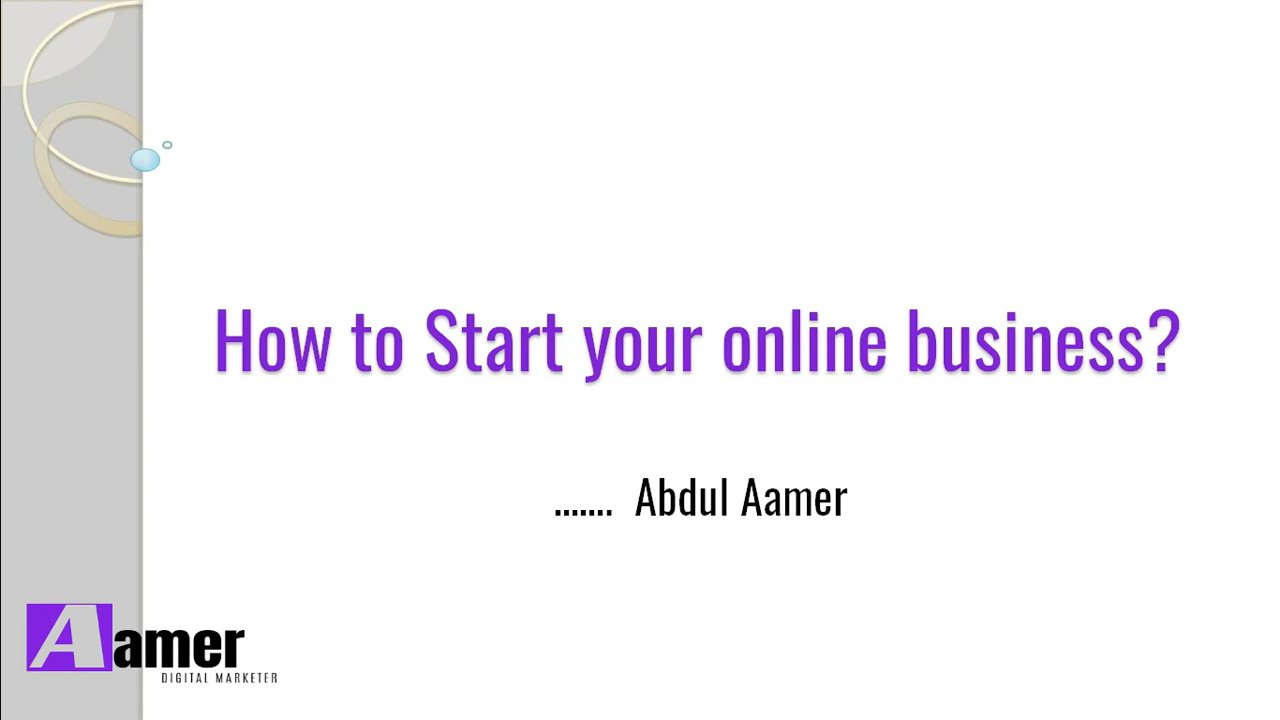 How to Start your online business?
....... Abdul Aamer
Aamer
DIGITAL MARKETER